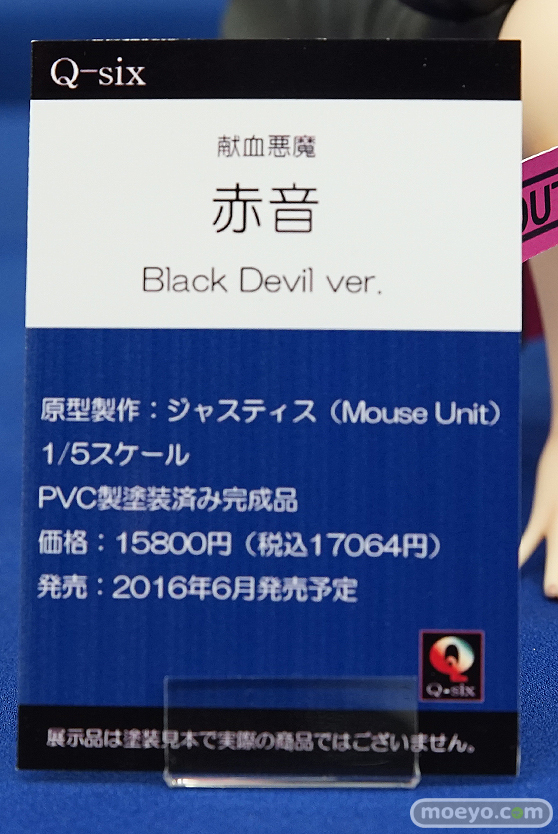 Q-six
献血悪魔
赤音
Black Devil ver.
OUT
原型製作：ジャスティス（Mouse Unit）
1/5スケール
PVC製塗装済み完成品
価格：15800円（税込17064円）
発売：2016年6月発売予定
Q
Q•six
展示品は塗装見本で実際の商品ではございません。
moeyo.com